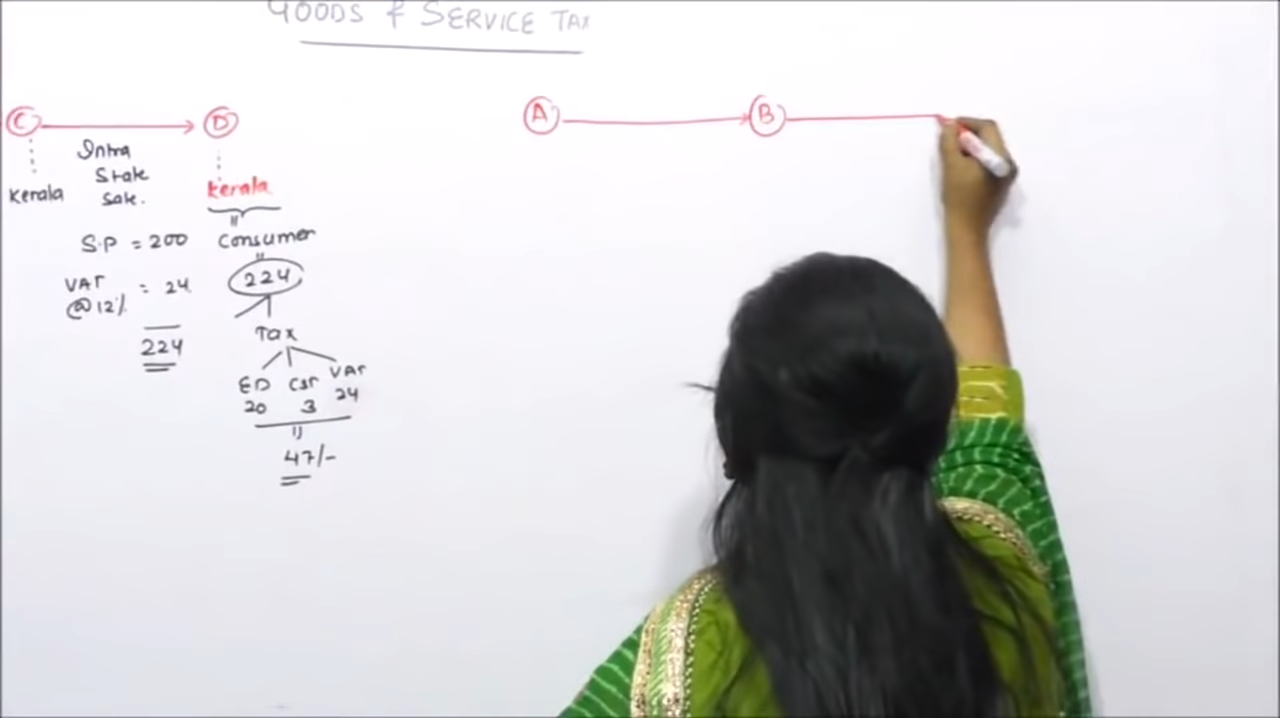 GOODS & SERVICE TAX
C D A B
Intra
State
Sale.
Kerala Kerala
S.P = 200 Consumer
VAT = 24 224
@12%
224 Tax
ED CST VAT
20 3 24
47/-